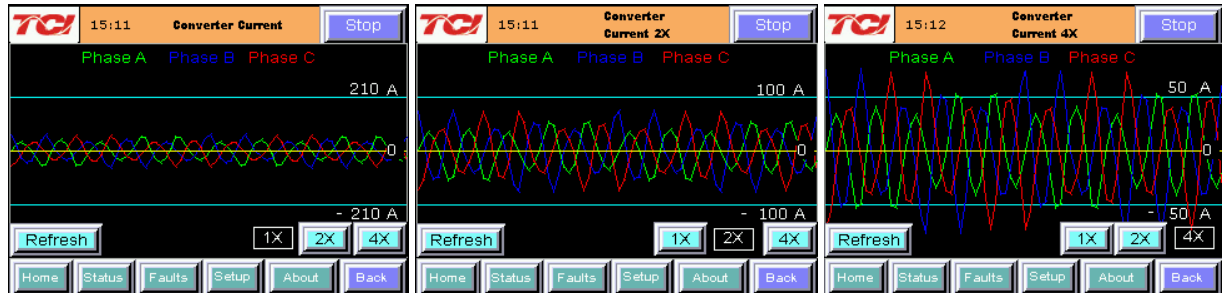 TCI 15:11 Converter Current Stop
Phase A Phase B Phase C
210 A
0
- 210 A
Refresh 1X 2X 4X
Home Status Faults Setup About Back
TCI 15:11 Converter
Current 2X Stop
Phase A Phase B Phase C
100 A
0
- 100 A
Refresh 1X 2X 4X
Home Status Faults Setup About Back
TCI 15:12 Converter
Current 4X Stop
Phase A Phase B Phase C
50 A
0
- 50 A
Refresh 1X 2X 4X
Home Status Faults Setup About Back